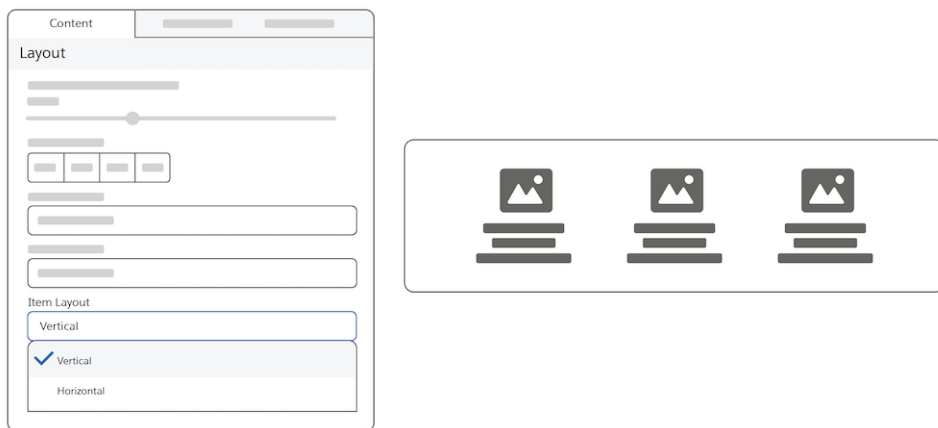 Content
Layout
Item Layout
Vertical
Vertical
Horizontal